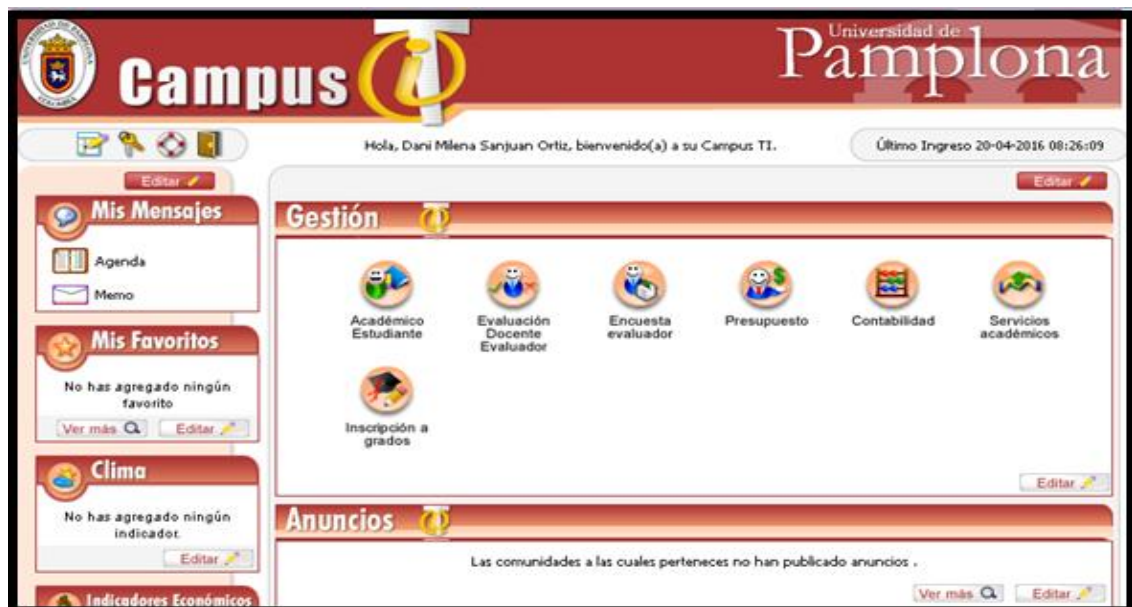 Campus TI
Universidad de
Pamplona
Hola, Dani Milena Sanjuan Ortiz, bienvenido(a) a su Campus TI.
Último Ingreso 20-04-2016 08:26:09
Editar
Mis Mensajes
Agenda
Memo
Mis Favoritos
No has agregado ningún
favorito
Ver más
Editar
Clima
No has agregado ningún
indicador.
Editar
Indicadores Económicos
Editar
Gestión
Académico
Estudiante
Evaluación
Docente
Evaluador
Encuesta
evaluador
Presupuesto
Contabilidad
Servicios
académicos
Inscripción a
grados
Editar
Anuncios
Las comunidades a las cuales perteneces no han publicado anuncios .
Ver más
Editar